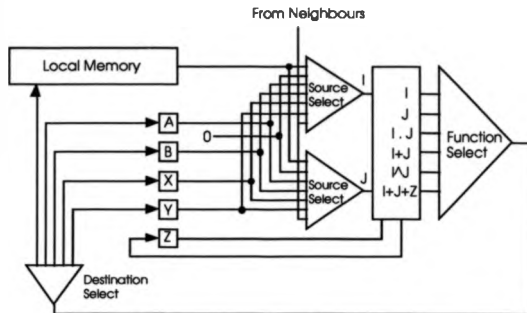 From Neighbours
Local Memory
I
Source
Select
A
0
B
X
Y
Z
J
Source
Select
I
J
I . J
I+J
I+J+Z
Function
Select
Destination
Select